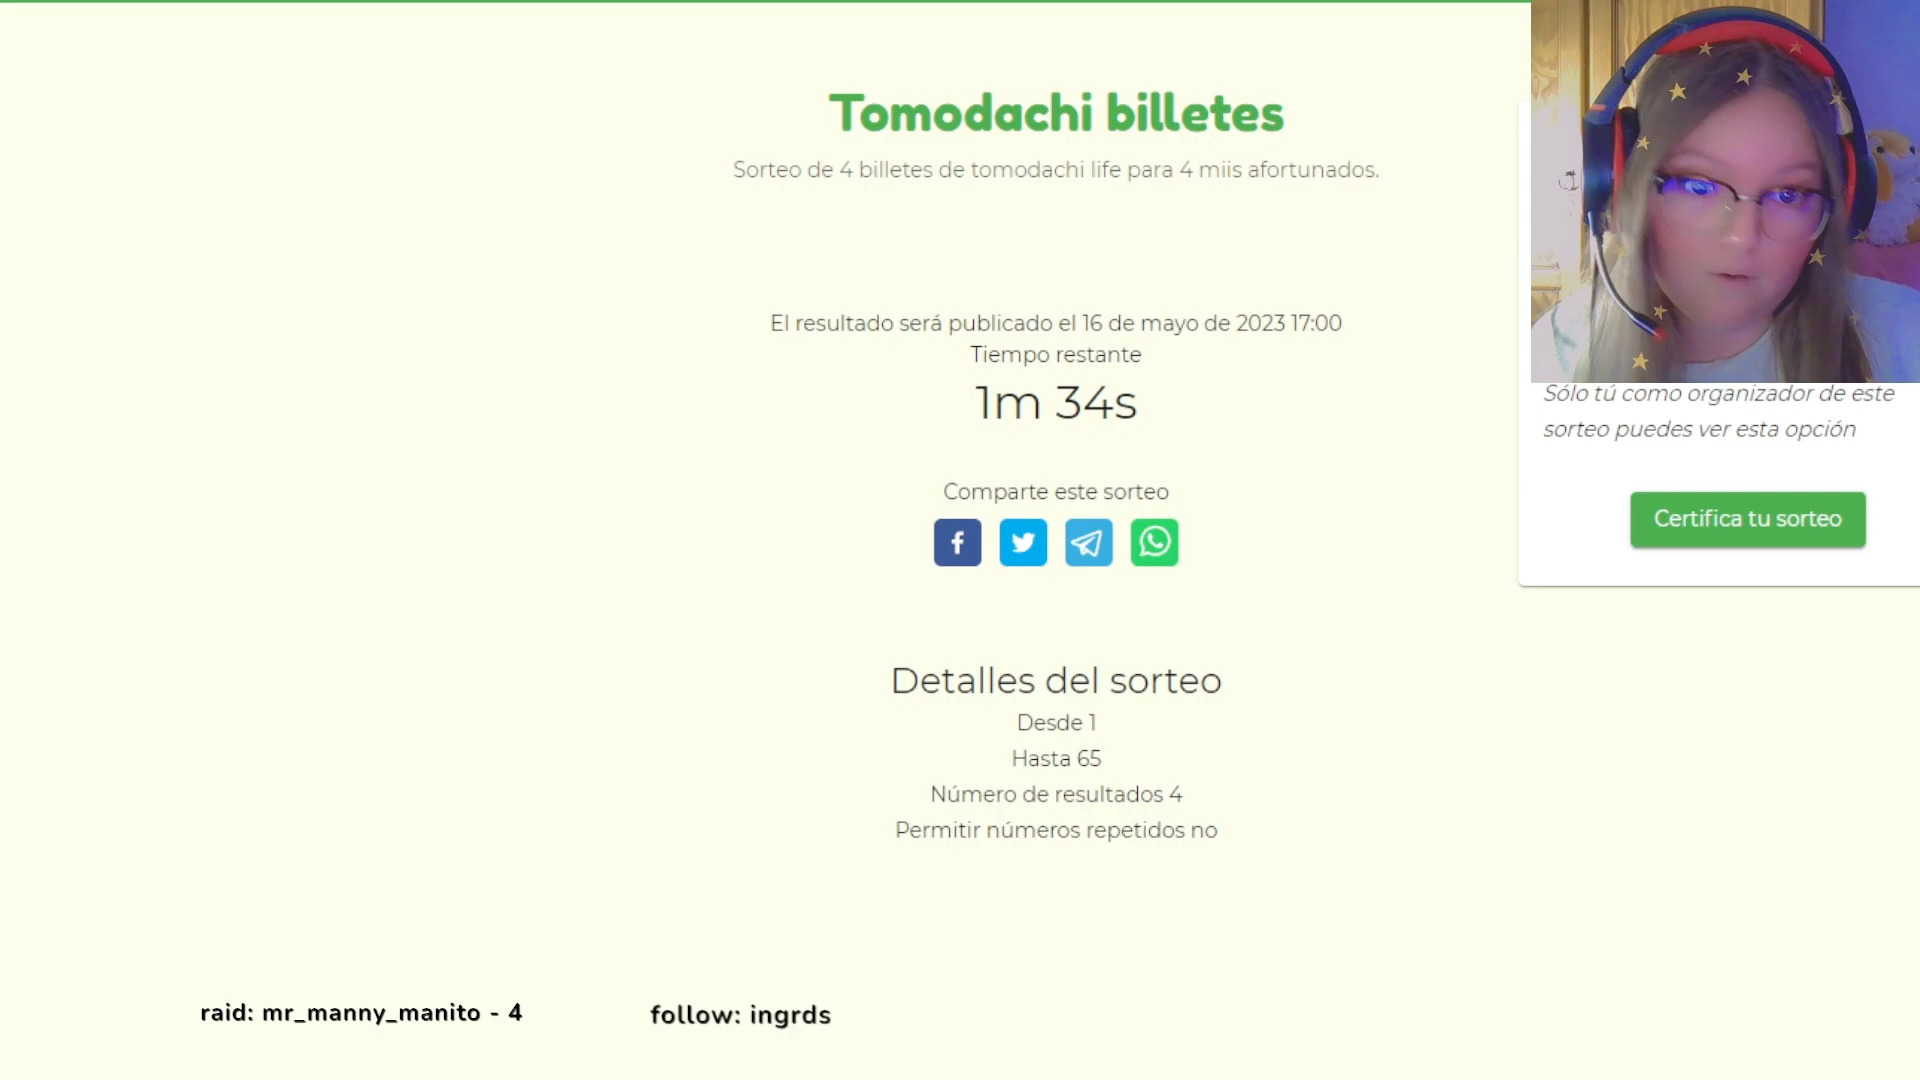 Tomodachi billetes
Sorteo de 4 billetes de tomodachi life para 4 miis afortunados.
El resultado será publicado el 16 de mayo de 2023 17:00
Tiempo restante
1m 34s
Comparte este sorteo
Sólo tú como organizador de este
sorteo puedes ver esta opción
Certifica tu sorteo
Detalles del sorteo
Desde 1
Hasta 65
Número de resultados 4
Permitir números repetidos no
raid: mr_manny_manito - 4
follow: ingrds